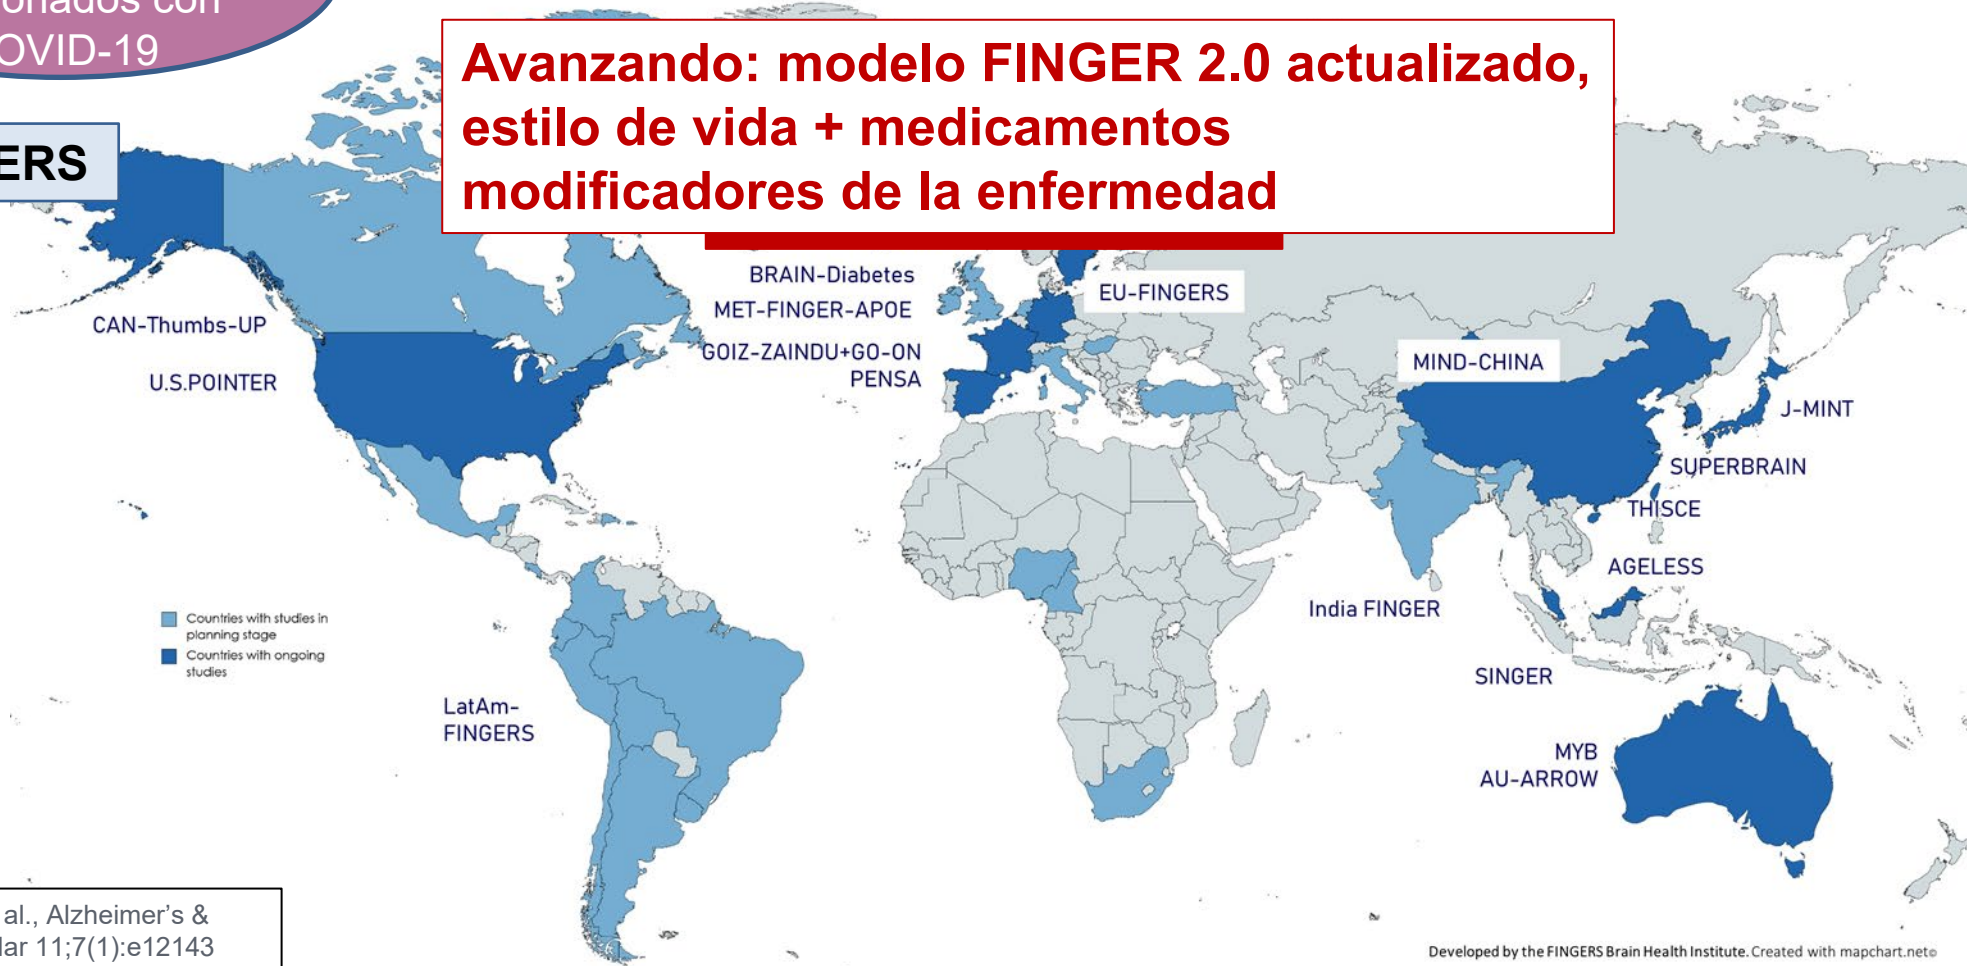 onados con
OVID-19
Avanzando: modelo FINGER 2.0 actualizado,
estilo de vida + medicamentos
modificadores de la enfermedad
ERS
BRAIN-Diabetes
MET-FINGER-APOE
GOIZ-ZAINDU+GO-ON
PENSA
EU-FINGERS
CAN-Thumbs-UP
U.S.POINTER
MIND-CHINA
J-MINT
SUPERBRAIN
THISCE
AGELESS
India FINGER
SINGER
MYB
AU-ARROW
Countries with studies in
planning stage
Countries with ongoing
studies
LatAm-
FINGERS
al., Alzheimer's &
ar 11;7(1):e12143
Developed by the FINGERS Brain Health Institute. Created with mapchart.net©